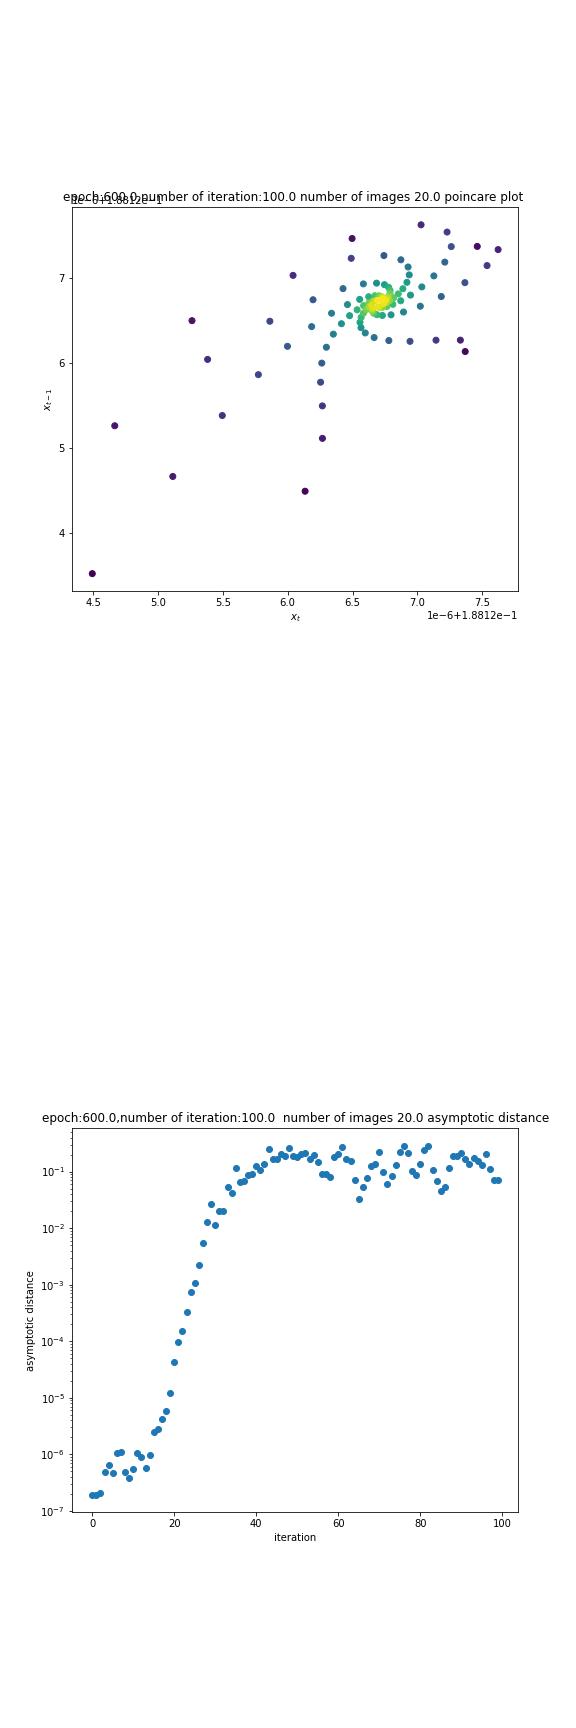 epoch:600.0,number of iteration:100.0 number of images 20.0 poincare plot
1e−6+1.8812e−1
7
6
5
4
x_{t−1}
4.5 5.0 5.5 6.0 6.5 7.0 7.5
x_t
1e−6+1.8812e−1
epoch:600.0,number of iteration:100.0  number of images 20.0 asymptotic distance
10⁻¹
10⁻²
10⁻³
10⁻⁴
10⁻⁵
10⁻⁶
10⁻⁷
asymptotic distance
0 20 40 60 80 100
iteration